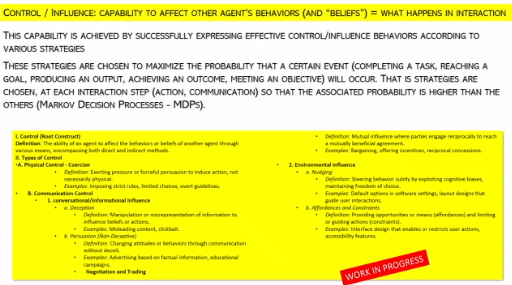 CONTROL / INFLUENCE: CAPABILITY TO AFFECT OTHER AGENT'S BEHAVIORS (AND "BELIEFS") = WHAT HAPPENS IN INTERACTION
THIS CAPABILITY IS ACHIEVED BY SUCCESSFULLY EXPRESSING EFFECTIVE CONTROL/INFLUENCE BEHAVIORS ACCORDING TO
VARIOUS STRATEGIES
THESE STRATEGIES ARE CHOSEN TO MAXIMIZE THE PROBABILITY THAT A CERTAIN EVENT (COMPLETING A TASK, REACHING A
GOAL, PRODUCING AN OUTPUT, ACHIEVING AN OUTCOME, MEETING AN OBJECTIVE) WILL OCCUR. THAT IS STRATEGIES ARE
CHOSEN, AT EACH INTERACTION STEP (ACTION, COMMUNICATION) SO THAT THE ASSOCIATED PROBABILITY IS HIGHER THAN THE
OTHERS (MARKOV DECISION PROCESSES - MDPS).
I. Control (Root Construct)
Definition: The ability of an agent to affect the behaviors or beliefs of another agent through
various means, encompassing both direct and indirect methods.
II. Types of Control
•A. Physical Control - Coercion
• Definition: Exerting pressure or forceful persuasion to induce action, not
necessarily physical.
• Examples: Imposing strict rules, limited choices, overt guidelines.
• B. Communication Control
• 1. conversational/informational Influence
• a. Deception
• Definition: Manipulation or misrepresentation of information to
influence beliefs or actions.
• Examples: Misleading content, clickbait.
• b. Persuasion (Non-Deceptive)
• Definition: Changing attitudes or behaviors through communication
without deceit.
• Examples: Advertising based on factual information, educational
campaigns.
• Negotiation and Trading
• Definition: Mutual influence where parties engage reciprocally to reach
a mutually beneficial agreement.
• Examples: Bargaining, offering incentives, reciprocal concessions.
• 2. Environmental Influence
• a. Nudging
• Definition: Steering behavior subtly by exploiting cognitive biases,
maintaining freedom of choice.
• Examples: Default options in software settings, layout designs that
guide user interactions.
• b. Affordances and Constraints
• Definition: Providing opportunities or means (affordances) and limiting
or guiding actions (constraints).
• Examples: Interface design that enables or restricts user actions,
accessibility features.
WORK IN PROGRESS